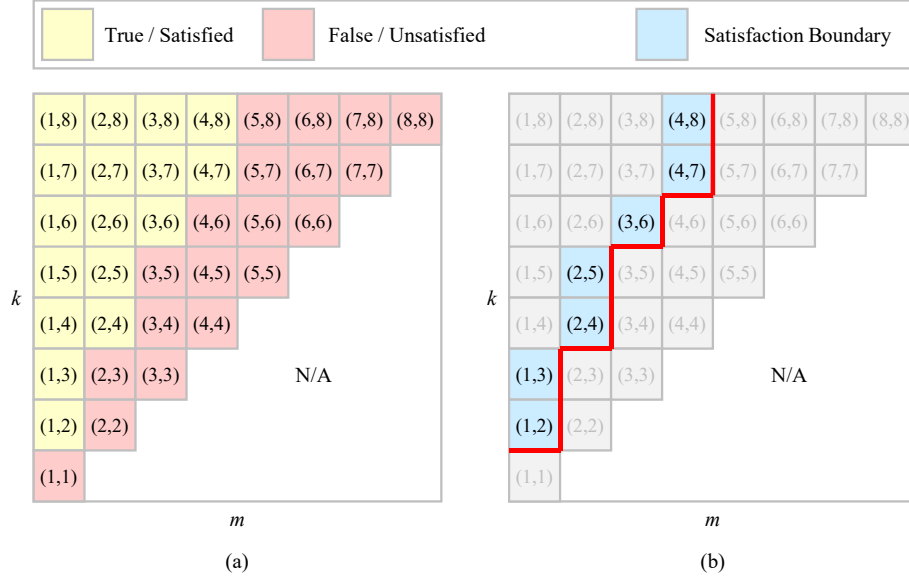 True / Satisfied False / Unsatisfied Satisfaction Boundary
(1,8) (2,8) (3,8) (4,8) (5,8) (6,8) (7,8) (8,8)
(1,7) (2,7) (3,7) (4,7) (5,7) (6,7) (7,7)
(1,6) (2,6) (3,6) (4,6) (5,6) (6,6)
(1,5) (2,5) (3,5) (4,5) (5,5)
k
(1,4) (2,4) (3,4) (4,4)
(1,3) (2,3) (3,3) N/A
(1,2) (2,2)
(1,1)
m
(a)
(1,8) (2,8) (3,8) (4,8) (5,8) (6,8) (7,8) (8,8)
(1,7) (2,7) (3,7) (4,7) (5,7) (6,7) (7,7)
(1,6) (2,6) (3,6) (4,6) (5,6) (6,6)
(1,5) (2,5) (3,5) (4,5) (5,5)
k
(1,4) (2,4) (3,4) (4,4)
(1,3) (2,3) (3,3) N/A
(1,2) (2,2)
(1,1)
m
(b)